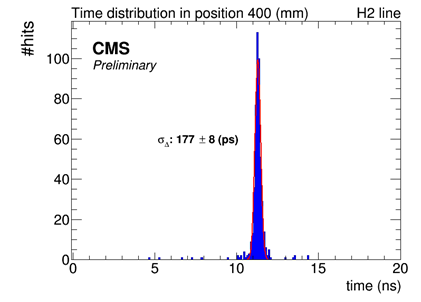 Time distribution in position 400 (mm) H2 line
#hits
CMS
Preliminary
σΔ: 177 ± 8 (ps)
100
80
60
40
20
0
0 5 10 15 20
time (ns)